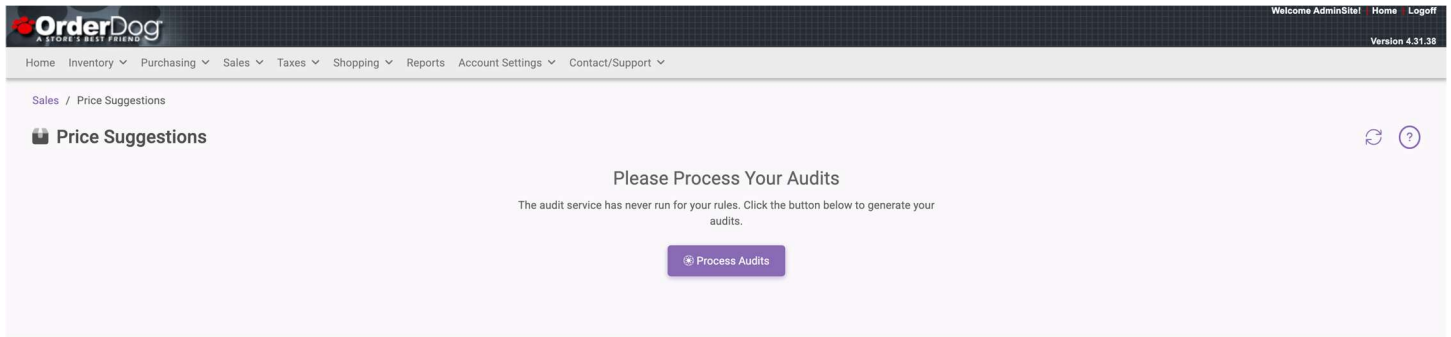 OrderDog
A STORE'S BEST FRIEND
Welcome AdminSite! | Home | Logoff
Version 4.31.38
Home Inventory Purchasing Sales Taxes Shopping Reports Account Settings Contact/Support
Sales / Price Suggestions
Price Suggestions
?
Please Process Your Audits
The audit service has never run for your rules. Click the button below to generate your
audits.
Process Audits